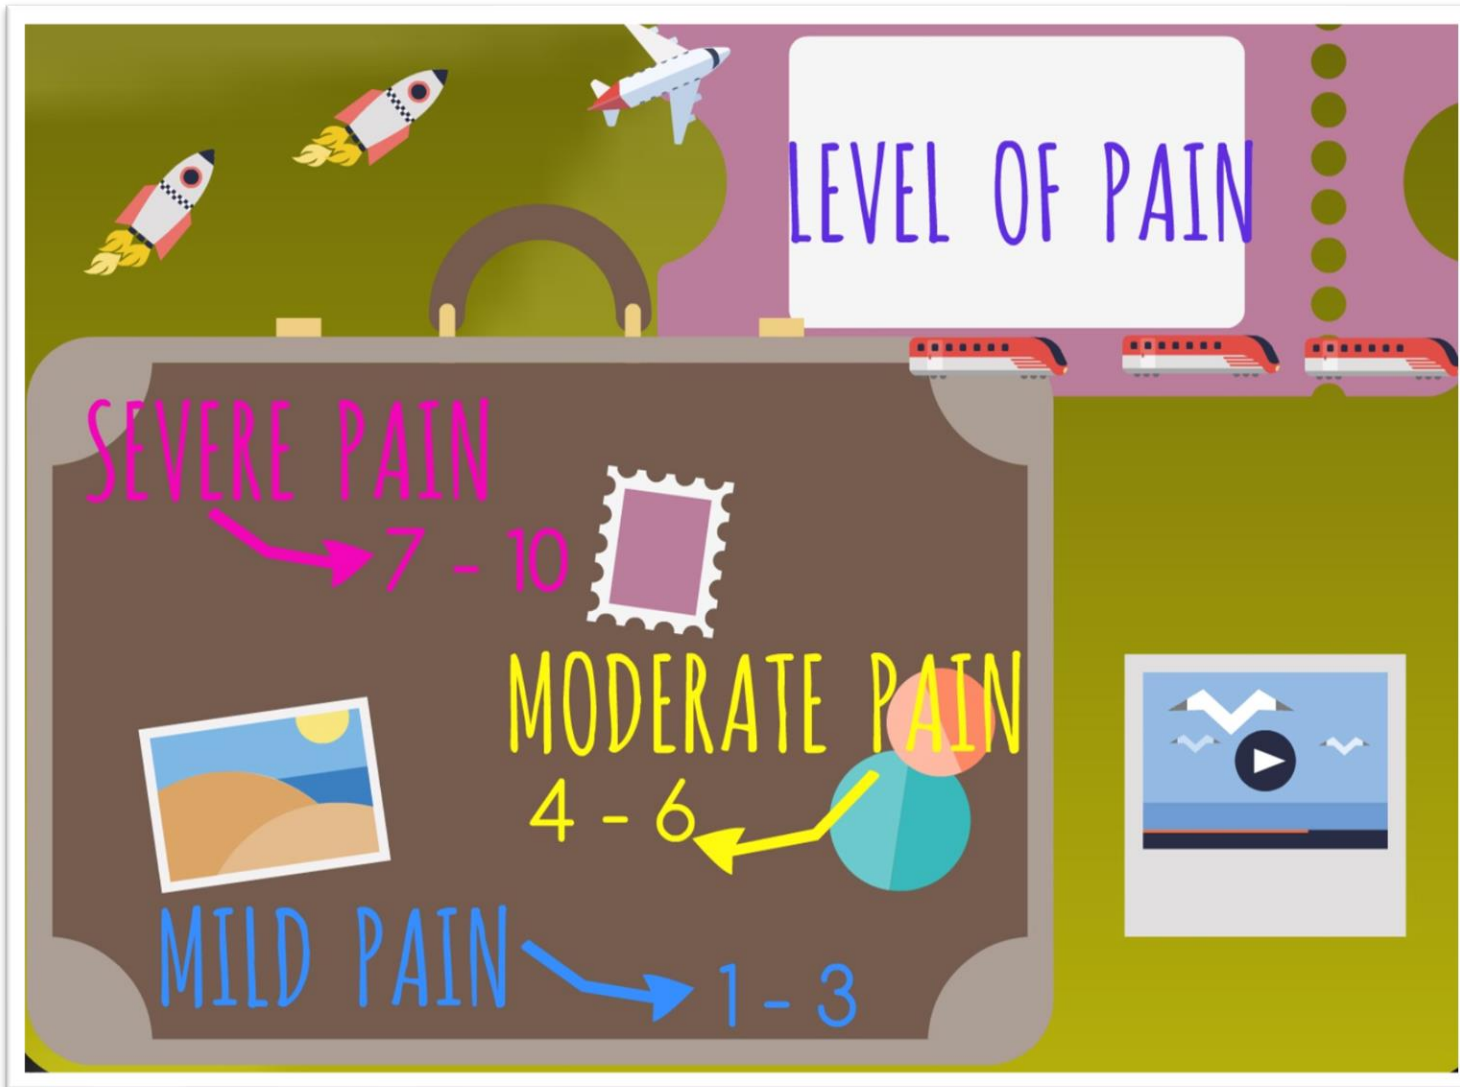 LEVEL OF PAIN
SEVERE PAIN
7 - 10
MODERATE PAIN
4 - 6
MILD PAIN
1 - 3